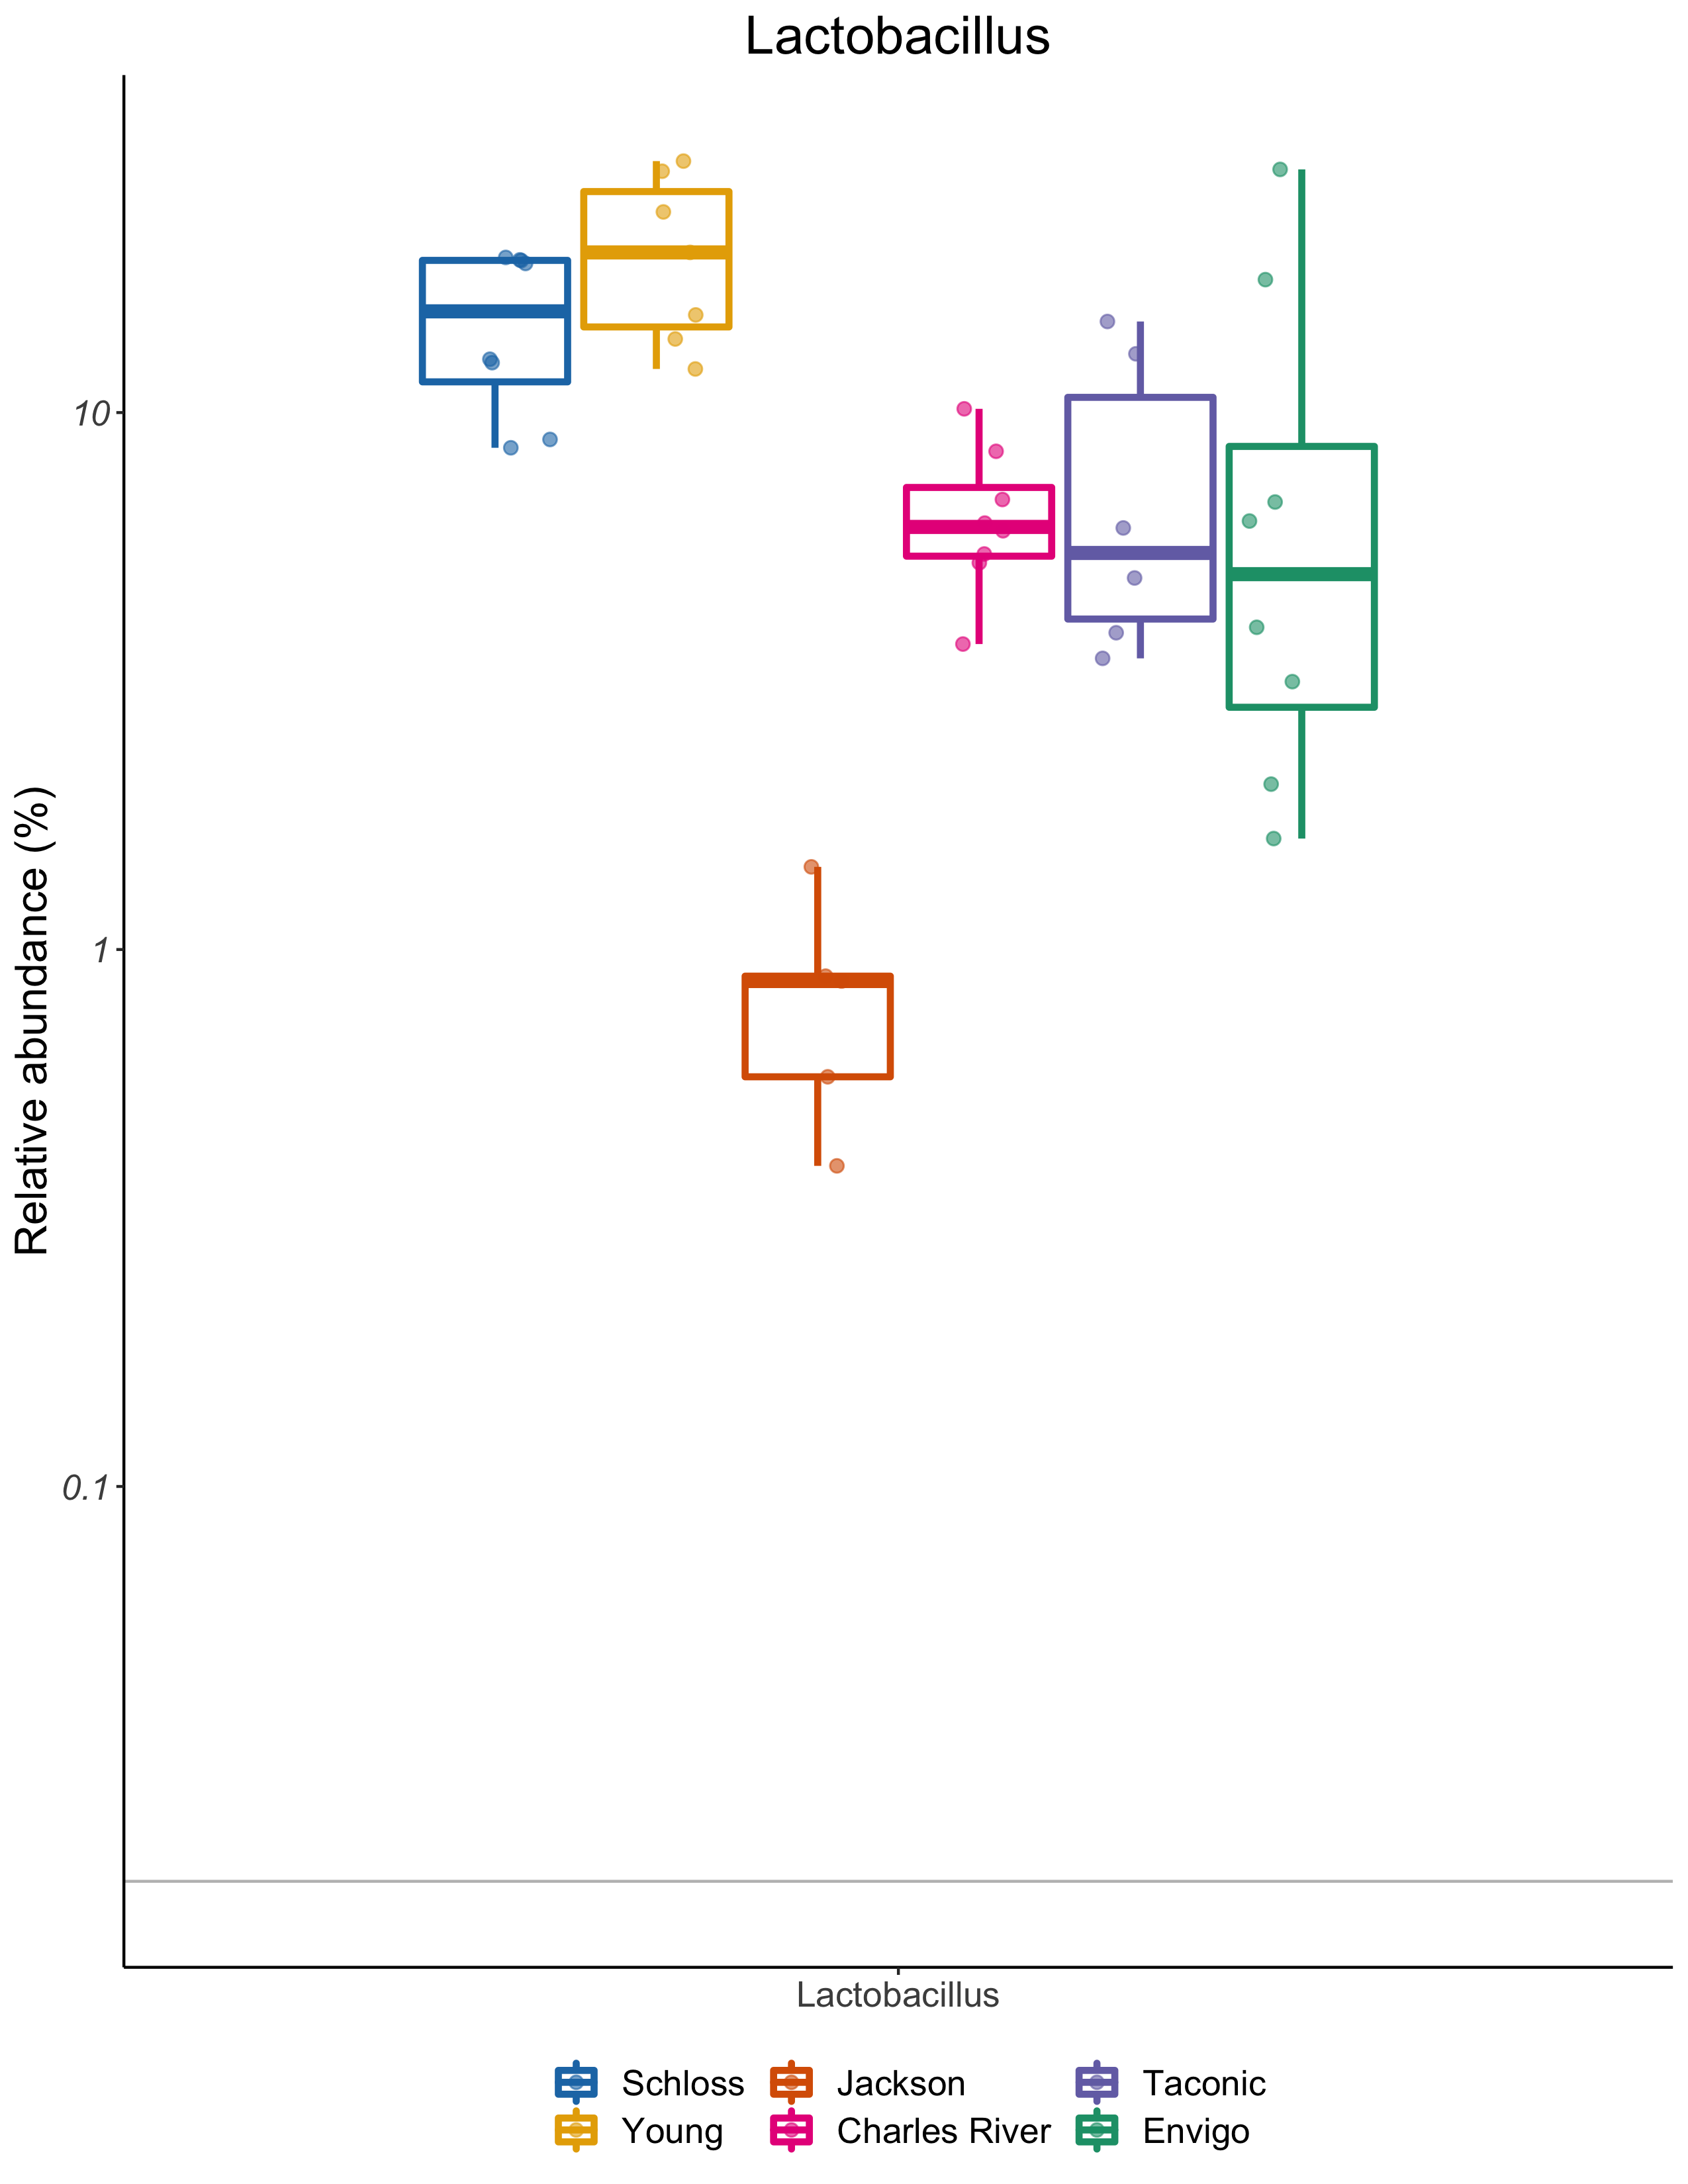 Lactobacillus
Relative abundance (%)
10
1
0.1
Lactobacillus
Schloss Jackson Taconic
Young Charles River Envigo